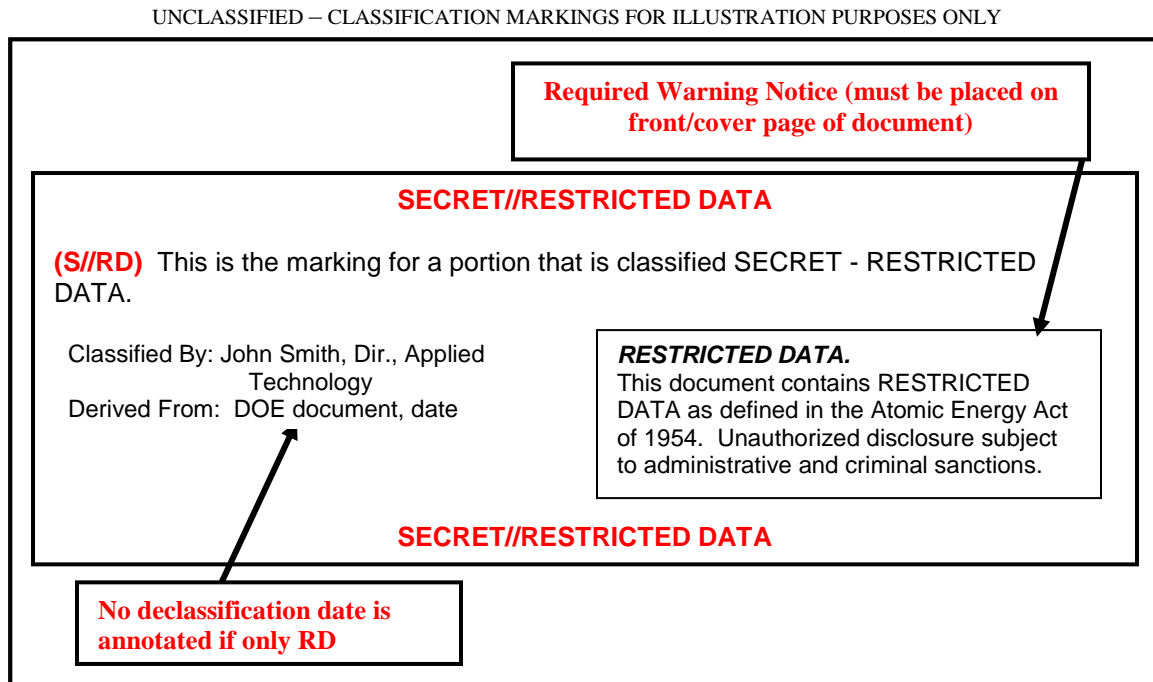 UNCLASSIFIED – CLASSIFICATION MARKINGS FOR ILLUSTRATION PURPOSES ONLY
Required Warning Notice (must be placed on
front/cover page of document)
SECRET//RESTRICTED DATA
(S//RD) This is the marking for a portion that is classified SECRET - RESTRICTED
DATA.
Classified By: John Smith, Dir., Applied
Technology
Derived From: DOE document, date
RESTRICTED DATA.
This document contains RESTRICTED
DATA as defined in the Atomic Energy Act
of 1954. Unauthorized disclosure subject
to administrative and criminal sanctions.
SECRET//RESTRICTED DATA
No declassification date is
annotated if only RD